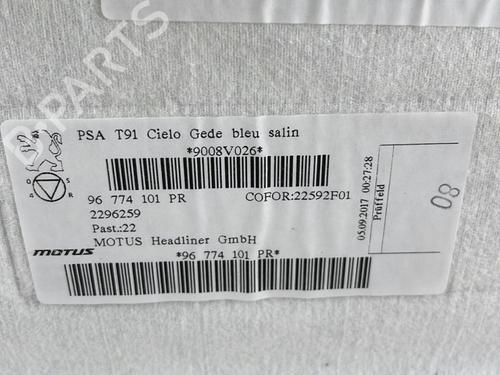 B-PARTS
PSA T91 Cielo Gede bleu salin
*9008V026*
96 774 101 PR COFOR:22592F01
2296259
Past.:22
MOTUS Headliner GmbH
MOTUS
*96 774 101 PR*
05.09.2017 00:27:28
Prüffeld
08